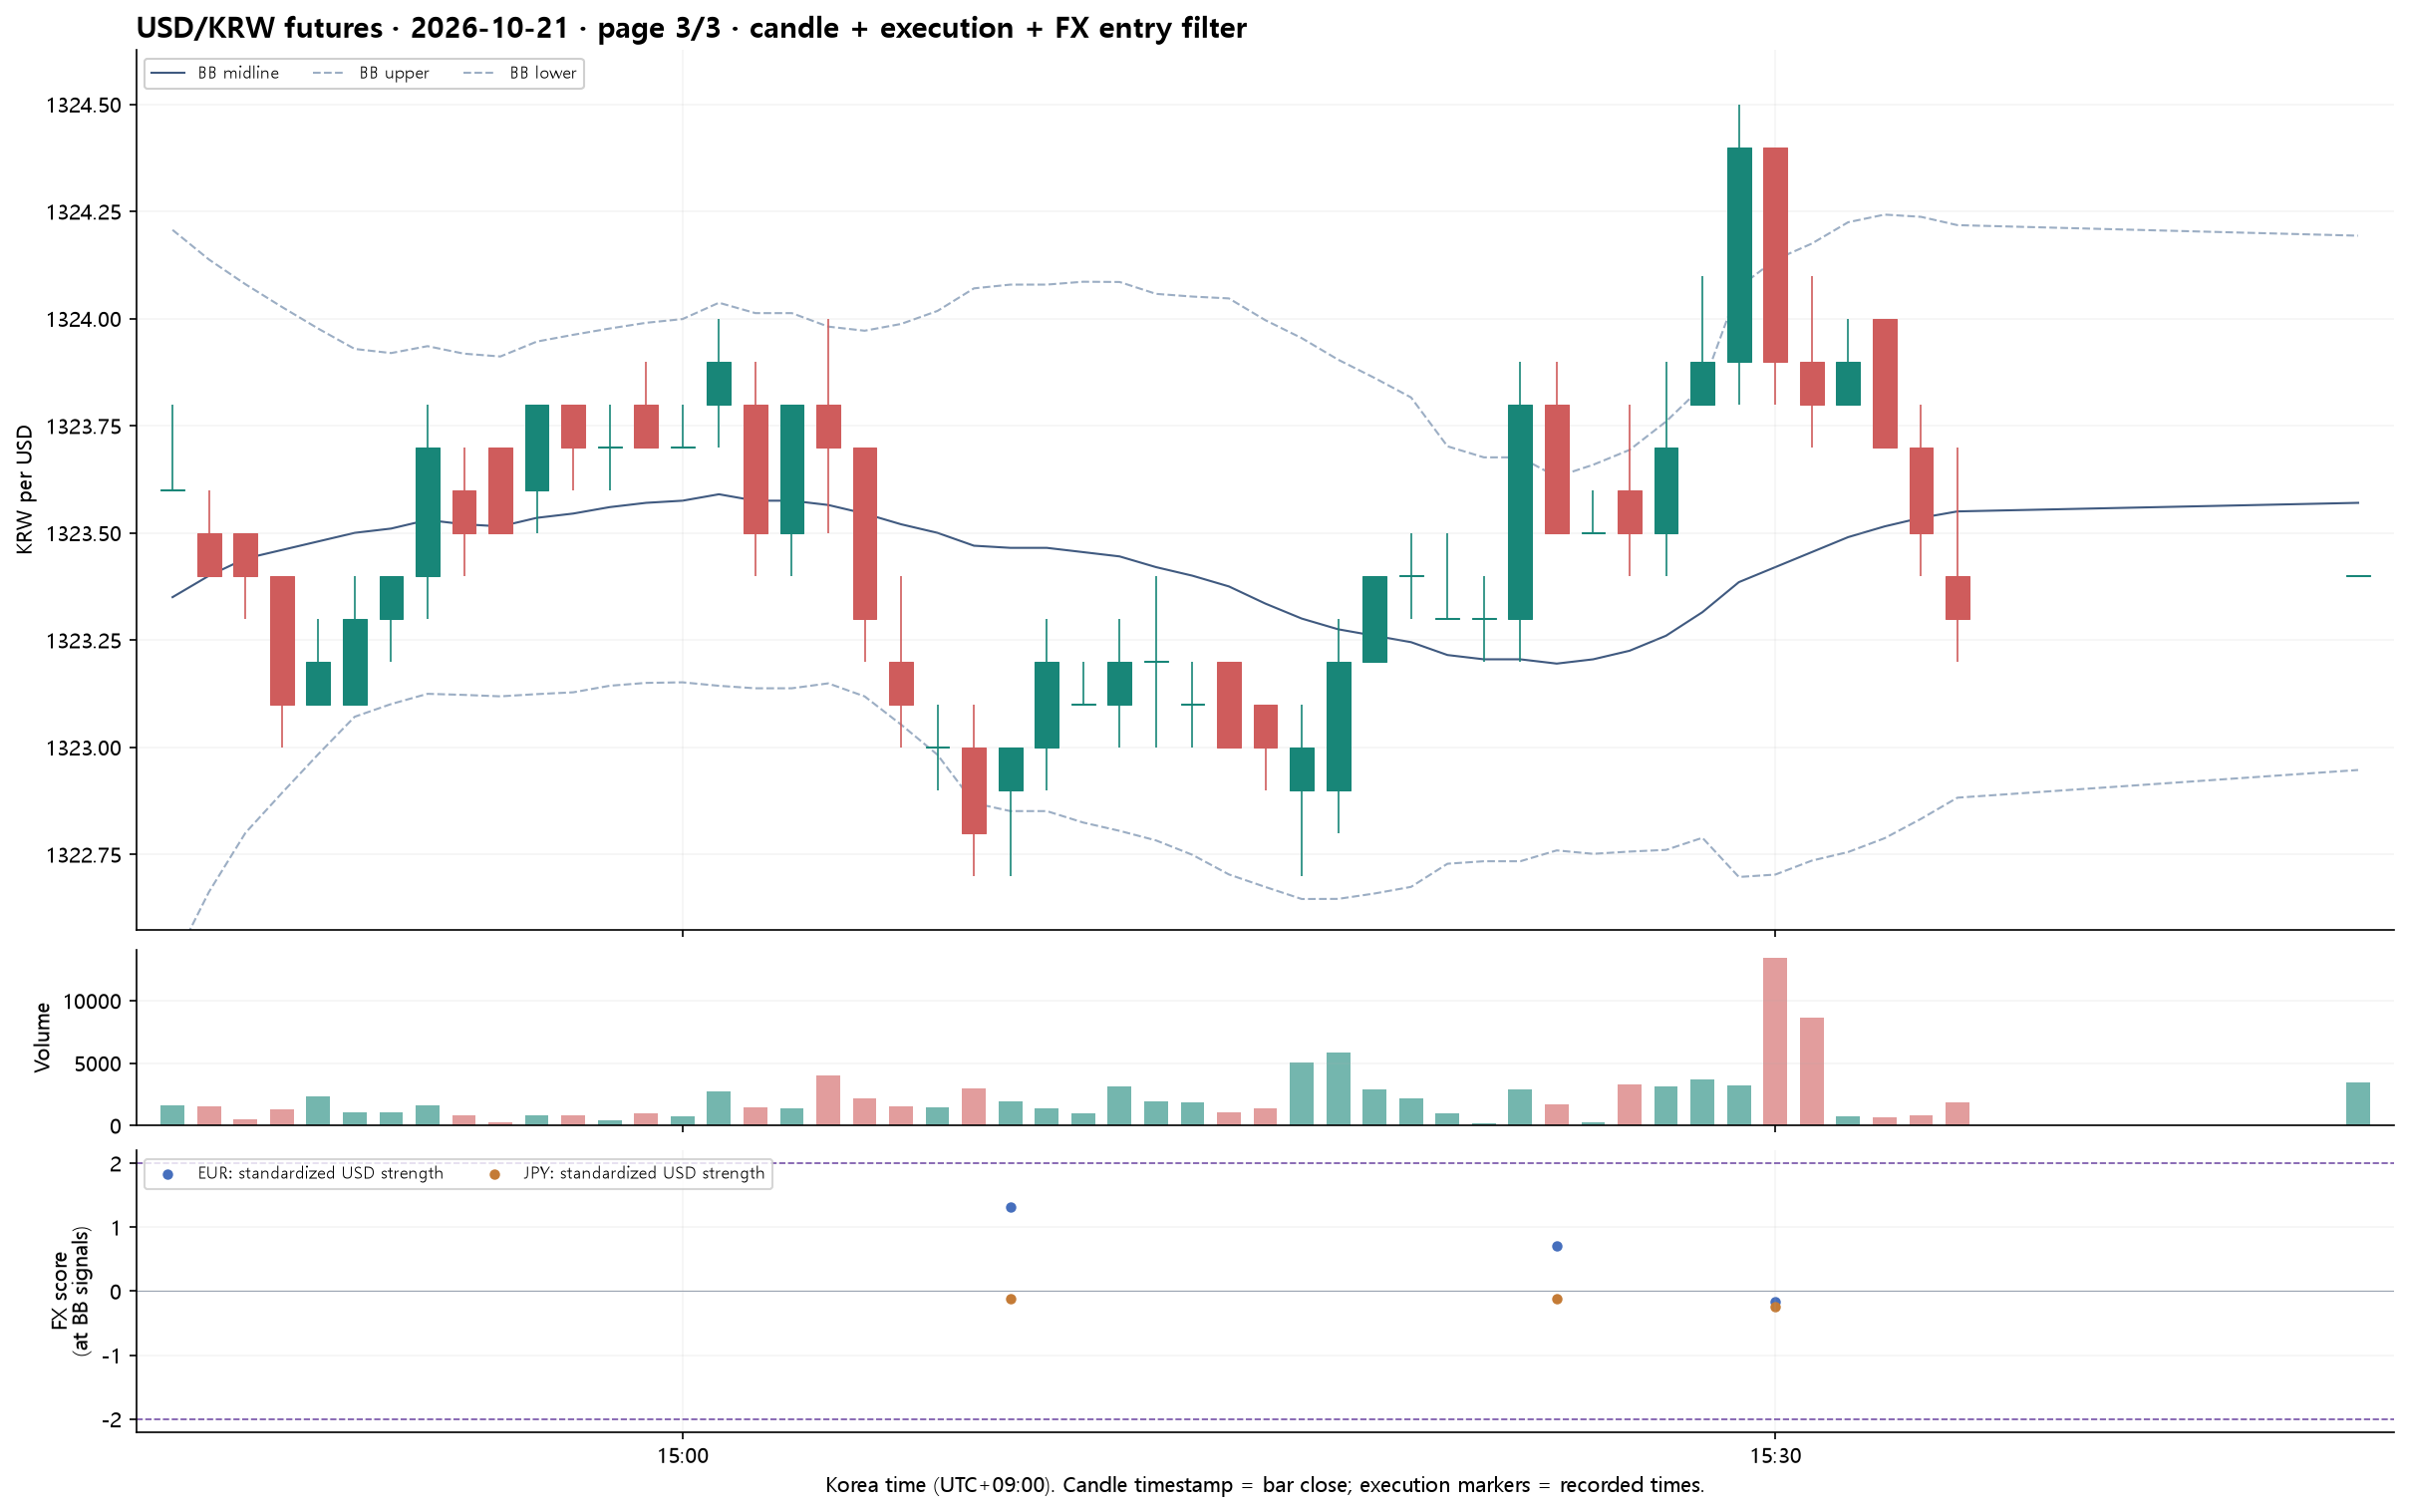 USD/KRW futures · 2026-10-21 · page 3/3 · candle + execution + FX entry filter
BB midline BB upper BB lower
1324.50
1324.25
1324.00
1323.75
1323.50
1323.25
1323.00
1322.75
KRW per USD
10000
5000
0
Volume
EUR: standardized USD strength JPY: standardized USD strength
2
1
0
-1
-2
FX score
(at BB signals)
15:00 15:30
Korea time (UTC+09:00). Candle timestamp = bar close; execution markers = recorded times.